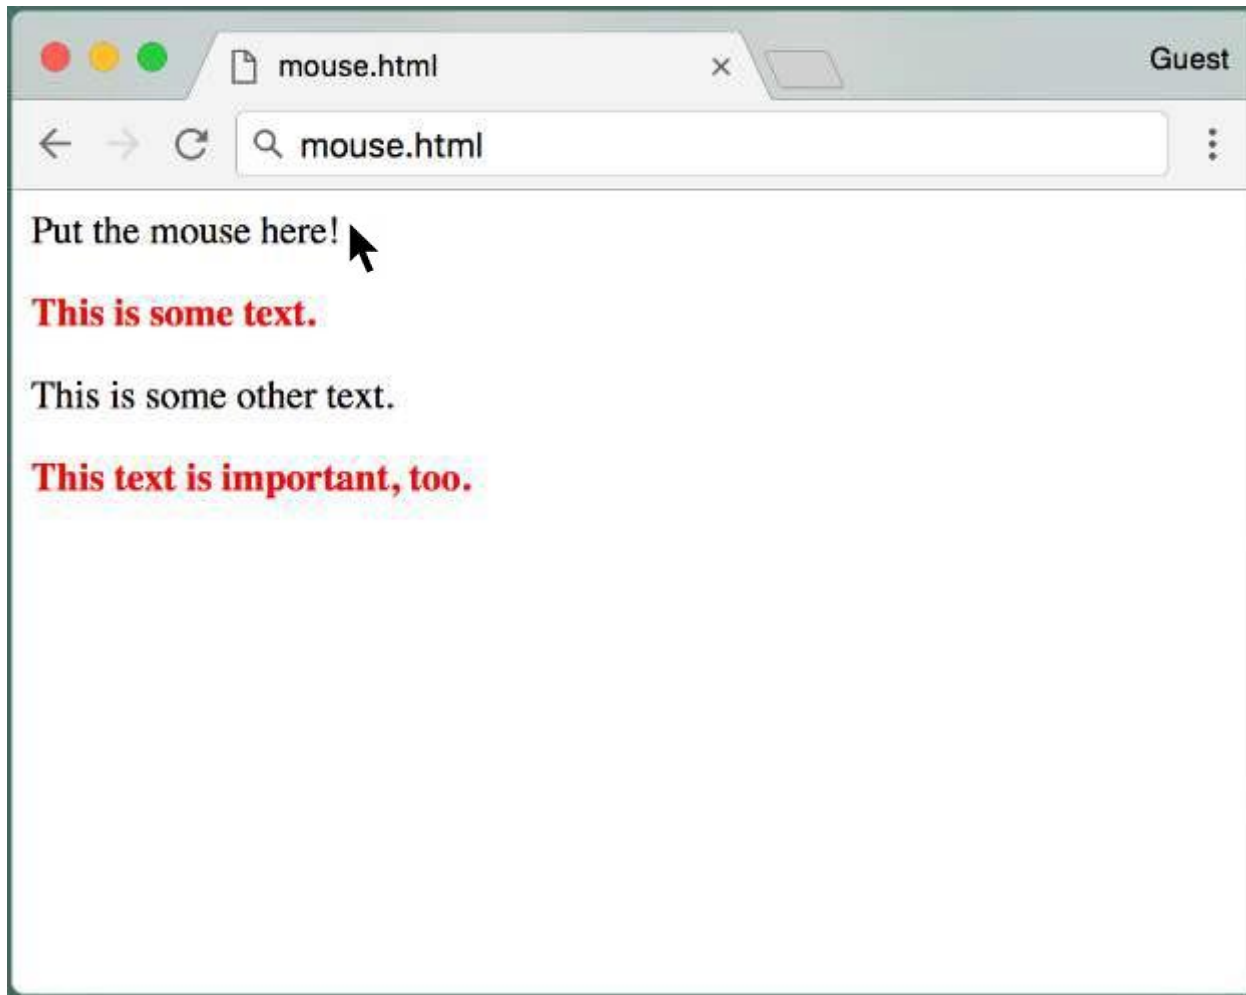 mouse.html
Guest
mouse.html
Put the mouse here!
This is some text.
This is some other text.
This text is important, too.